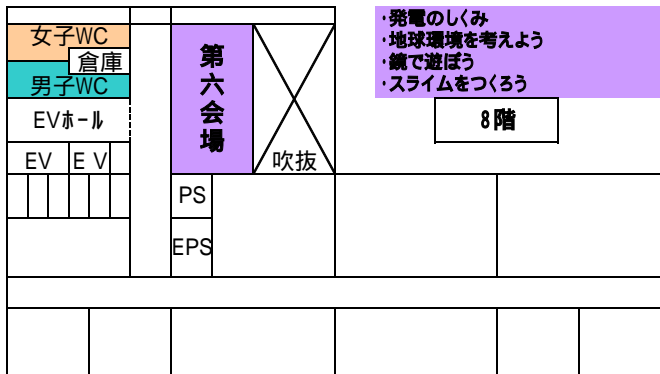 女子WC
倉庫
男子WC
EVホール
EV
EV
第六会場
吹抜
PS
EPS
・発電のしくみ
・地球環境を考えよう
・鏡で遊ぼう
・スライムをつくろう
8階